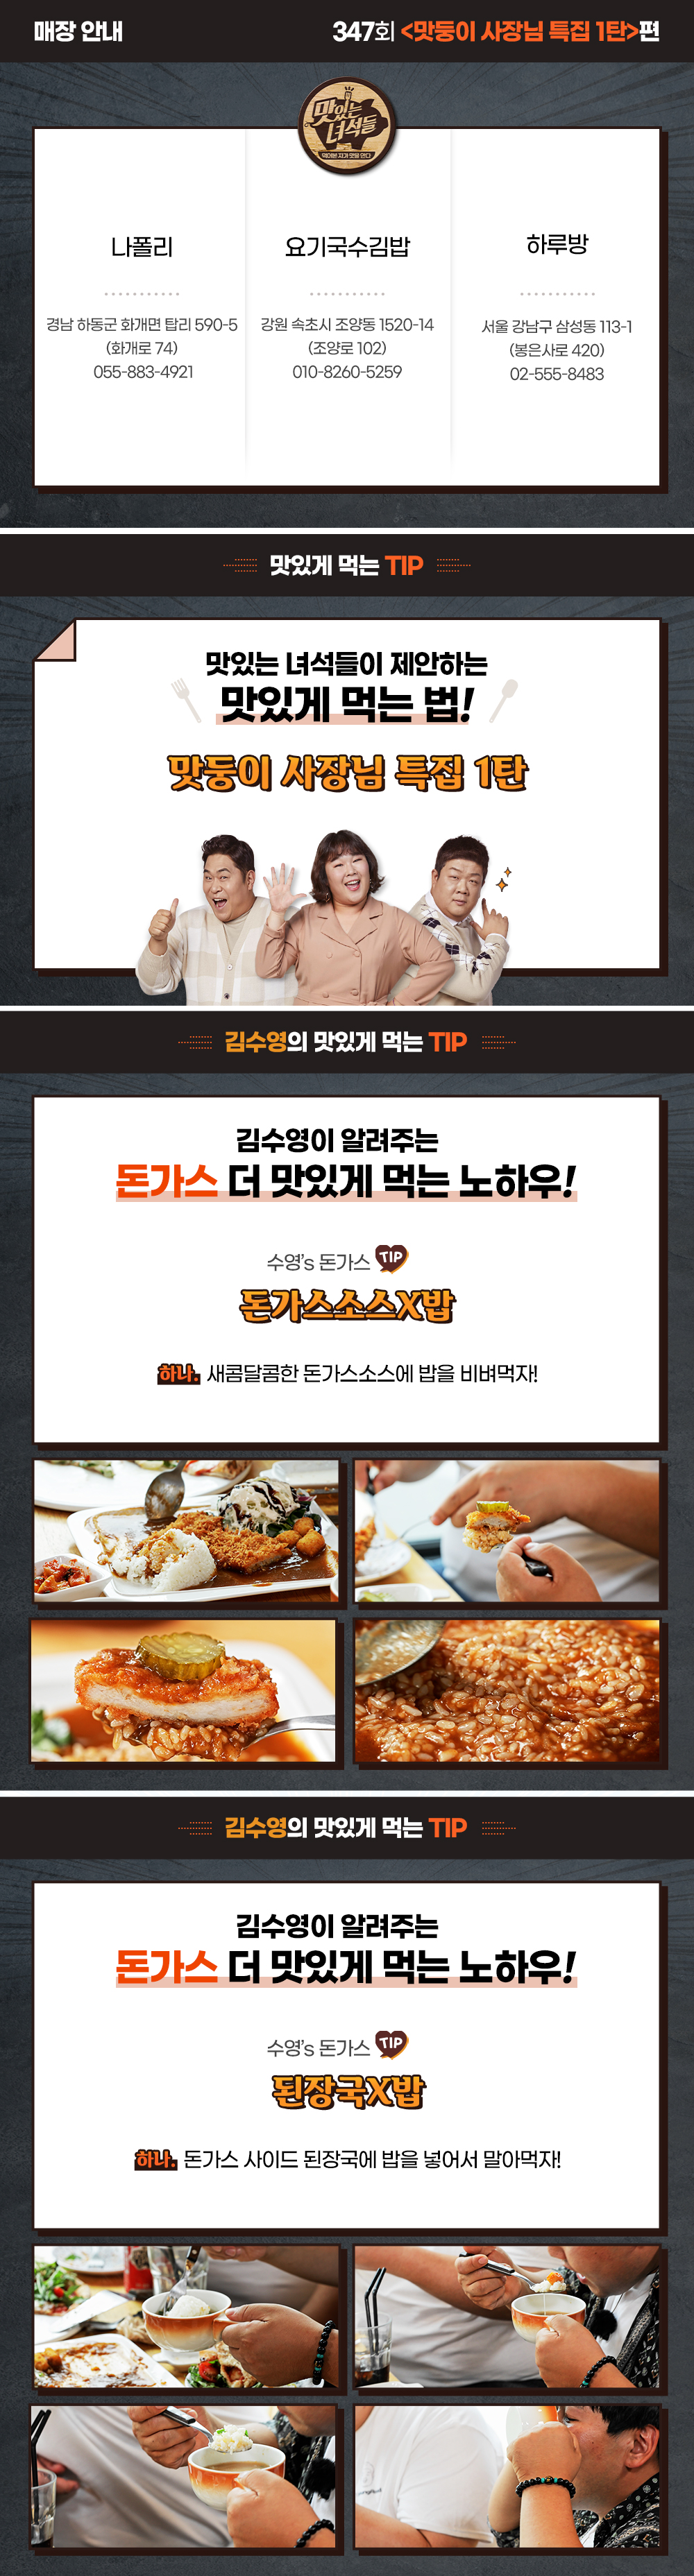 매장 안내
347회 <맛둥이 사장님 특집 1탄>편
맛있는
녀석들
먹어본 자가 맛을 안다
나폴리
경남 하동군 화개면 탑리 590-5
(화개로 74)
055-883-4921
요기국수김밥
강원 속초시 조양동 1520-14
(조양로 102)
010-8260-5259
하루방
서울 강남구 삼성동 113-1
(봉은사로 420)
02-555-8483
맛있게 먹는 TIP
맛있는 녀석들이 제안하는
맛있게 먹는 법!
맛둥이 사장님 특집 1탄
김수영의 맛있게 먹는 TIP
김수영이 알려주는
돈가스 더 맛있게 먹는 노하우!
수영's 돈가스 TIP
돈가스소스X밥
하나. 새콤달콤한 돈가스소스에 밥을 비벼먹자!
김수영의 맛있게 먹는 TIP
김수영이 알려주는
돈가스 더 맛있게 먹는 노하우!
수영's 돈가스 TIP
된장국X밥
하나. 돈가스 사이드 된장국에 밥을 넣어서 말아먹자!